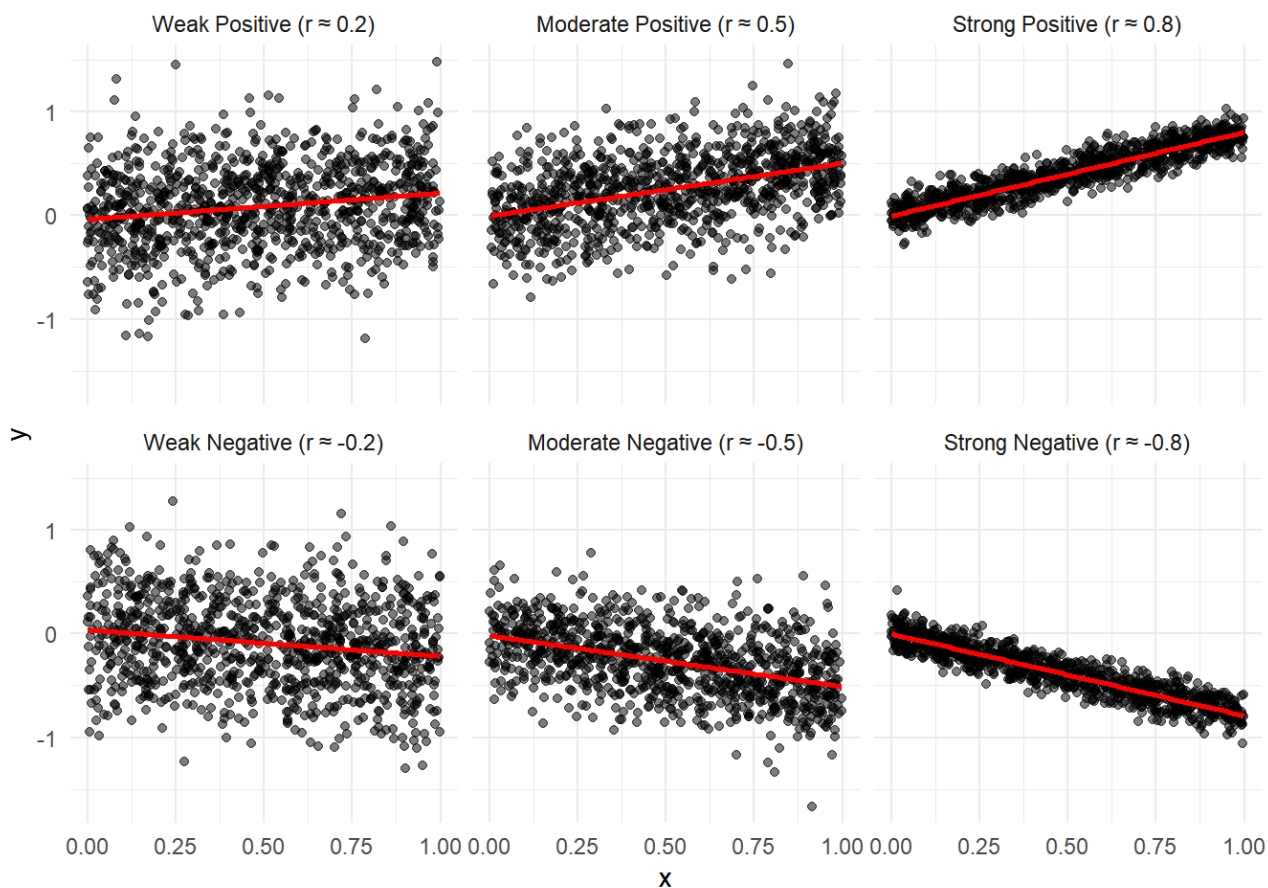 Weak Positive (r ≈ 0.2) Moderate Positive (r ≈ 0.5) Strong Positive (r ≈ 0.8)
1
0
-1
y
Weak Negative (r ≈ -0.2) Moderate Negative (r ≈ -0.5) Strong Negative (r ≈ -0.8)
1
0
-1
0.00 0.25 0.50 0.75 1.00 0.00 0.25 0.50 0.75 1.00 0.00 0.25 0.50 0.75 1.00
x